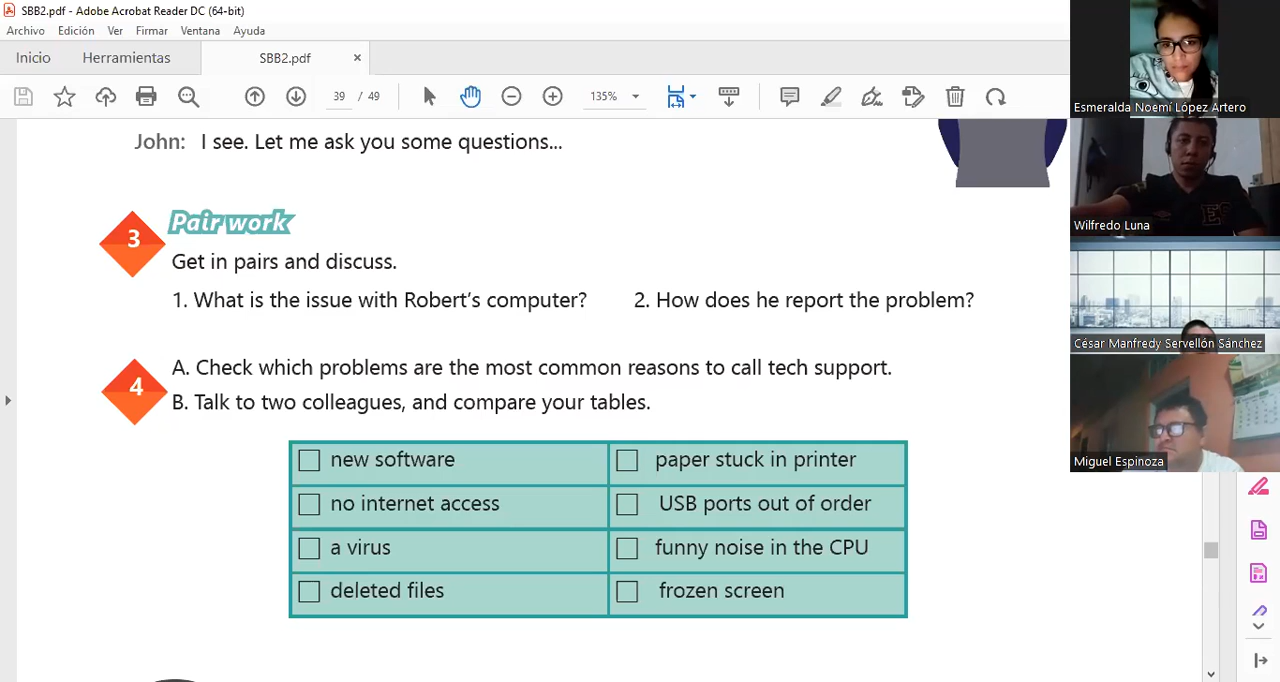 SBB2.pdf - Adobe Acrobat Reader DC (64-bit)
Archivo Edición Ver Firmar Ventana Ayuda
Inicio Herramientas SBB2.pdf ×
39 / 49 135%
John: I see. Let me ask you some questions...
3 Pair work
Get in pairs and discuss.
1. What is the issue with Robert's computer? 2. How does he report the problem?
4 A. Check which problems are the most common reasons to call tech support.
B. Talk to two colleagues, and compare your tables.
new software paper stuck in printer
no internet access USB ports out of order
a virus funny noise in the CPU
deleted files frozen screen
Esmeralda Noemí López Artero
Wilfredo Luna
César Manfredy Servellón Sánchez
Miguel Espinoza